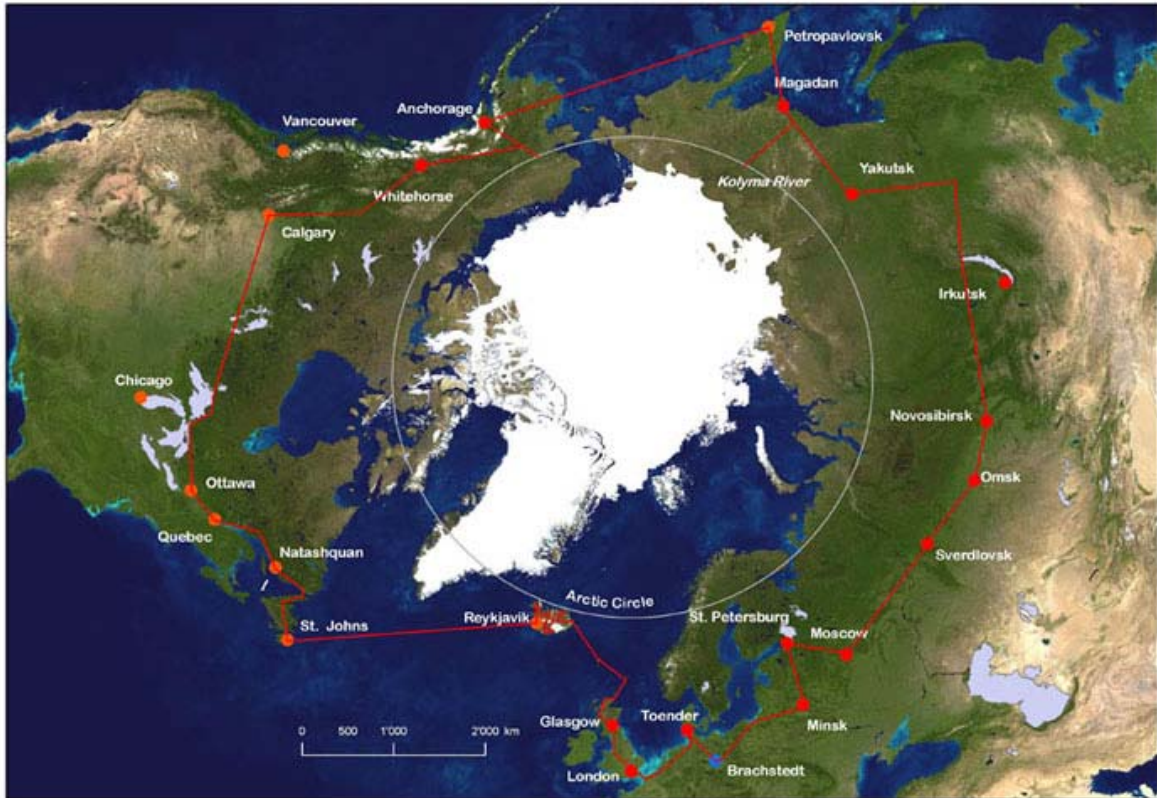 Petropavlovsk
Magadan
Anchorage
Vancouver
Whitehorse
Kolyma River
Yakutsk
Calgary
Irkutsk
Chicago
Novosibirsk
Ottawa
Omsk
Quebec
Natashquan
Sverdlovsk
Arctic Circle
Reykjavik
St. Petersburg
St. Johns
Moscow
Glasgow
Toender
Minsk
0 500 1'000 2'000 km
London
Brachstedt